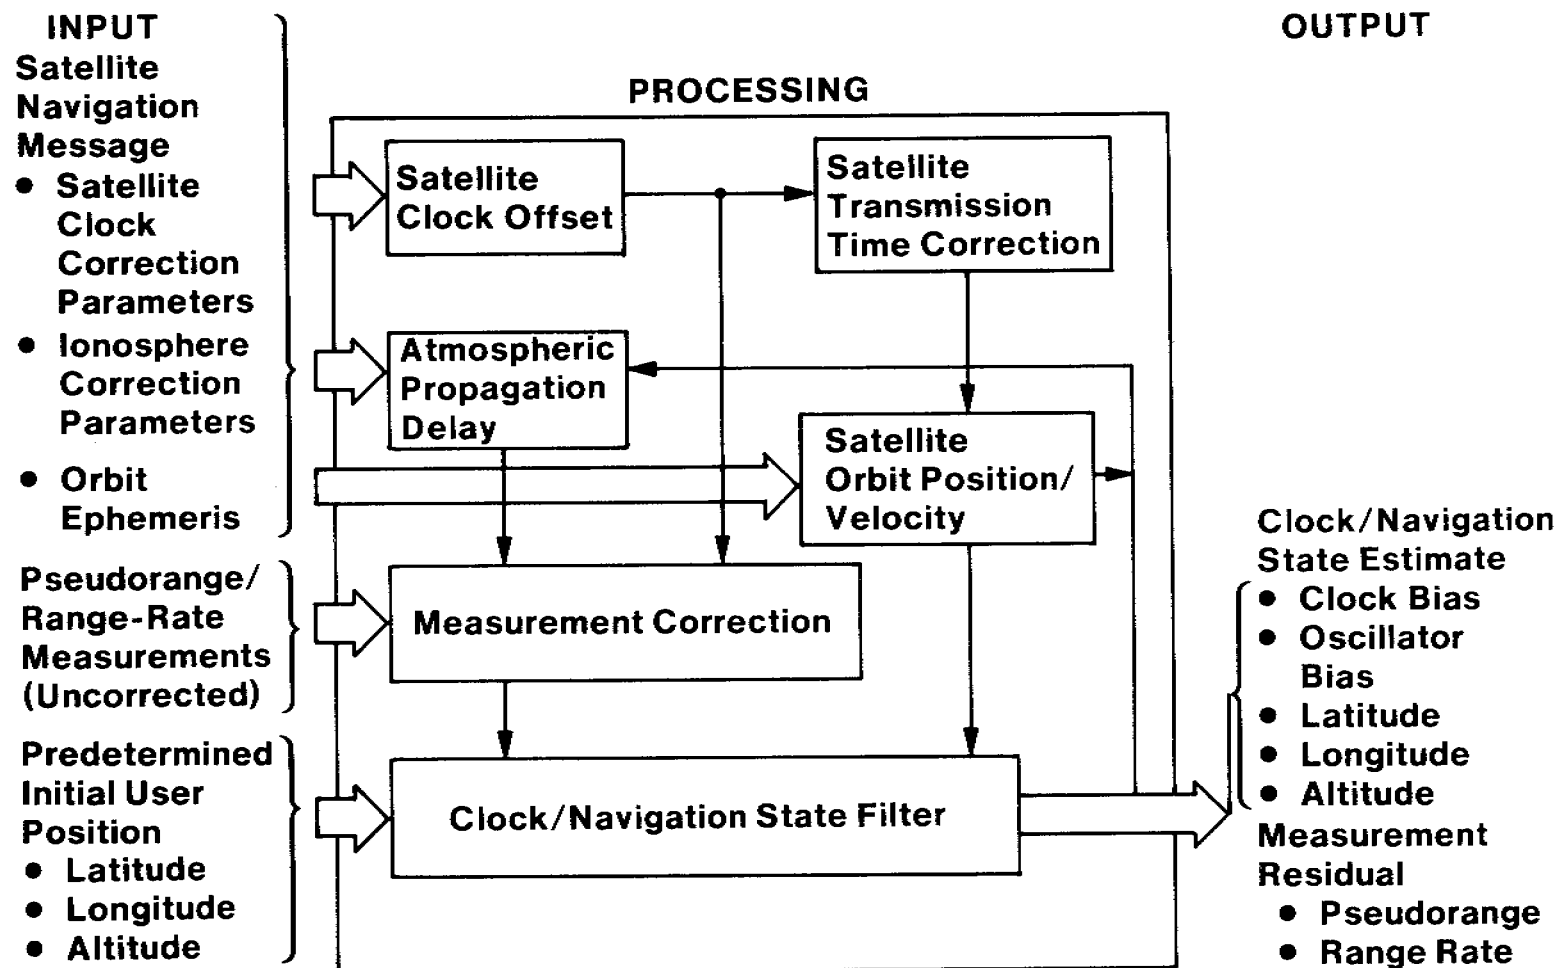 INPUT
Satellite
Navigation
Message
• Satellite
Clock
Correction
Parameters
• Ionosphere
Correction
Parameters
• Orbit
Ephemeris
Pseudorange/
Range-Rate
Measurements
(Uncorrected)
Predetermined
Initial User
Position
• Latitude
• Longitude
• Altitude
PROCESSING
Satellite
Clock Offset
Satellite
Transmission
Time Correction
Atmospheric
Propagation
Delay
Satellite
Orbit Position/
Velocity
Measurement Correction
Clock/Navigation State Filter
OUTPUT
Clock/Navigation
State Estimate
• Clock Bias
• Oscillator
Bias
• Latitude
• Longitude
• Altitude
Measurement
Residual
• Pseudorange
• Range Rate